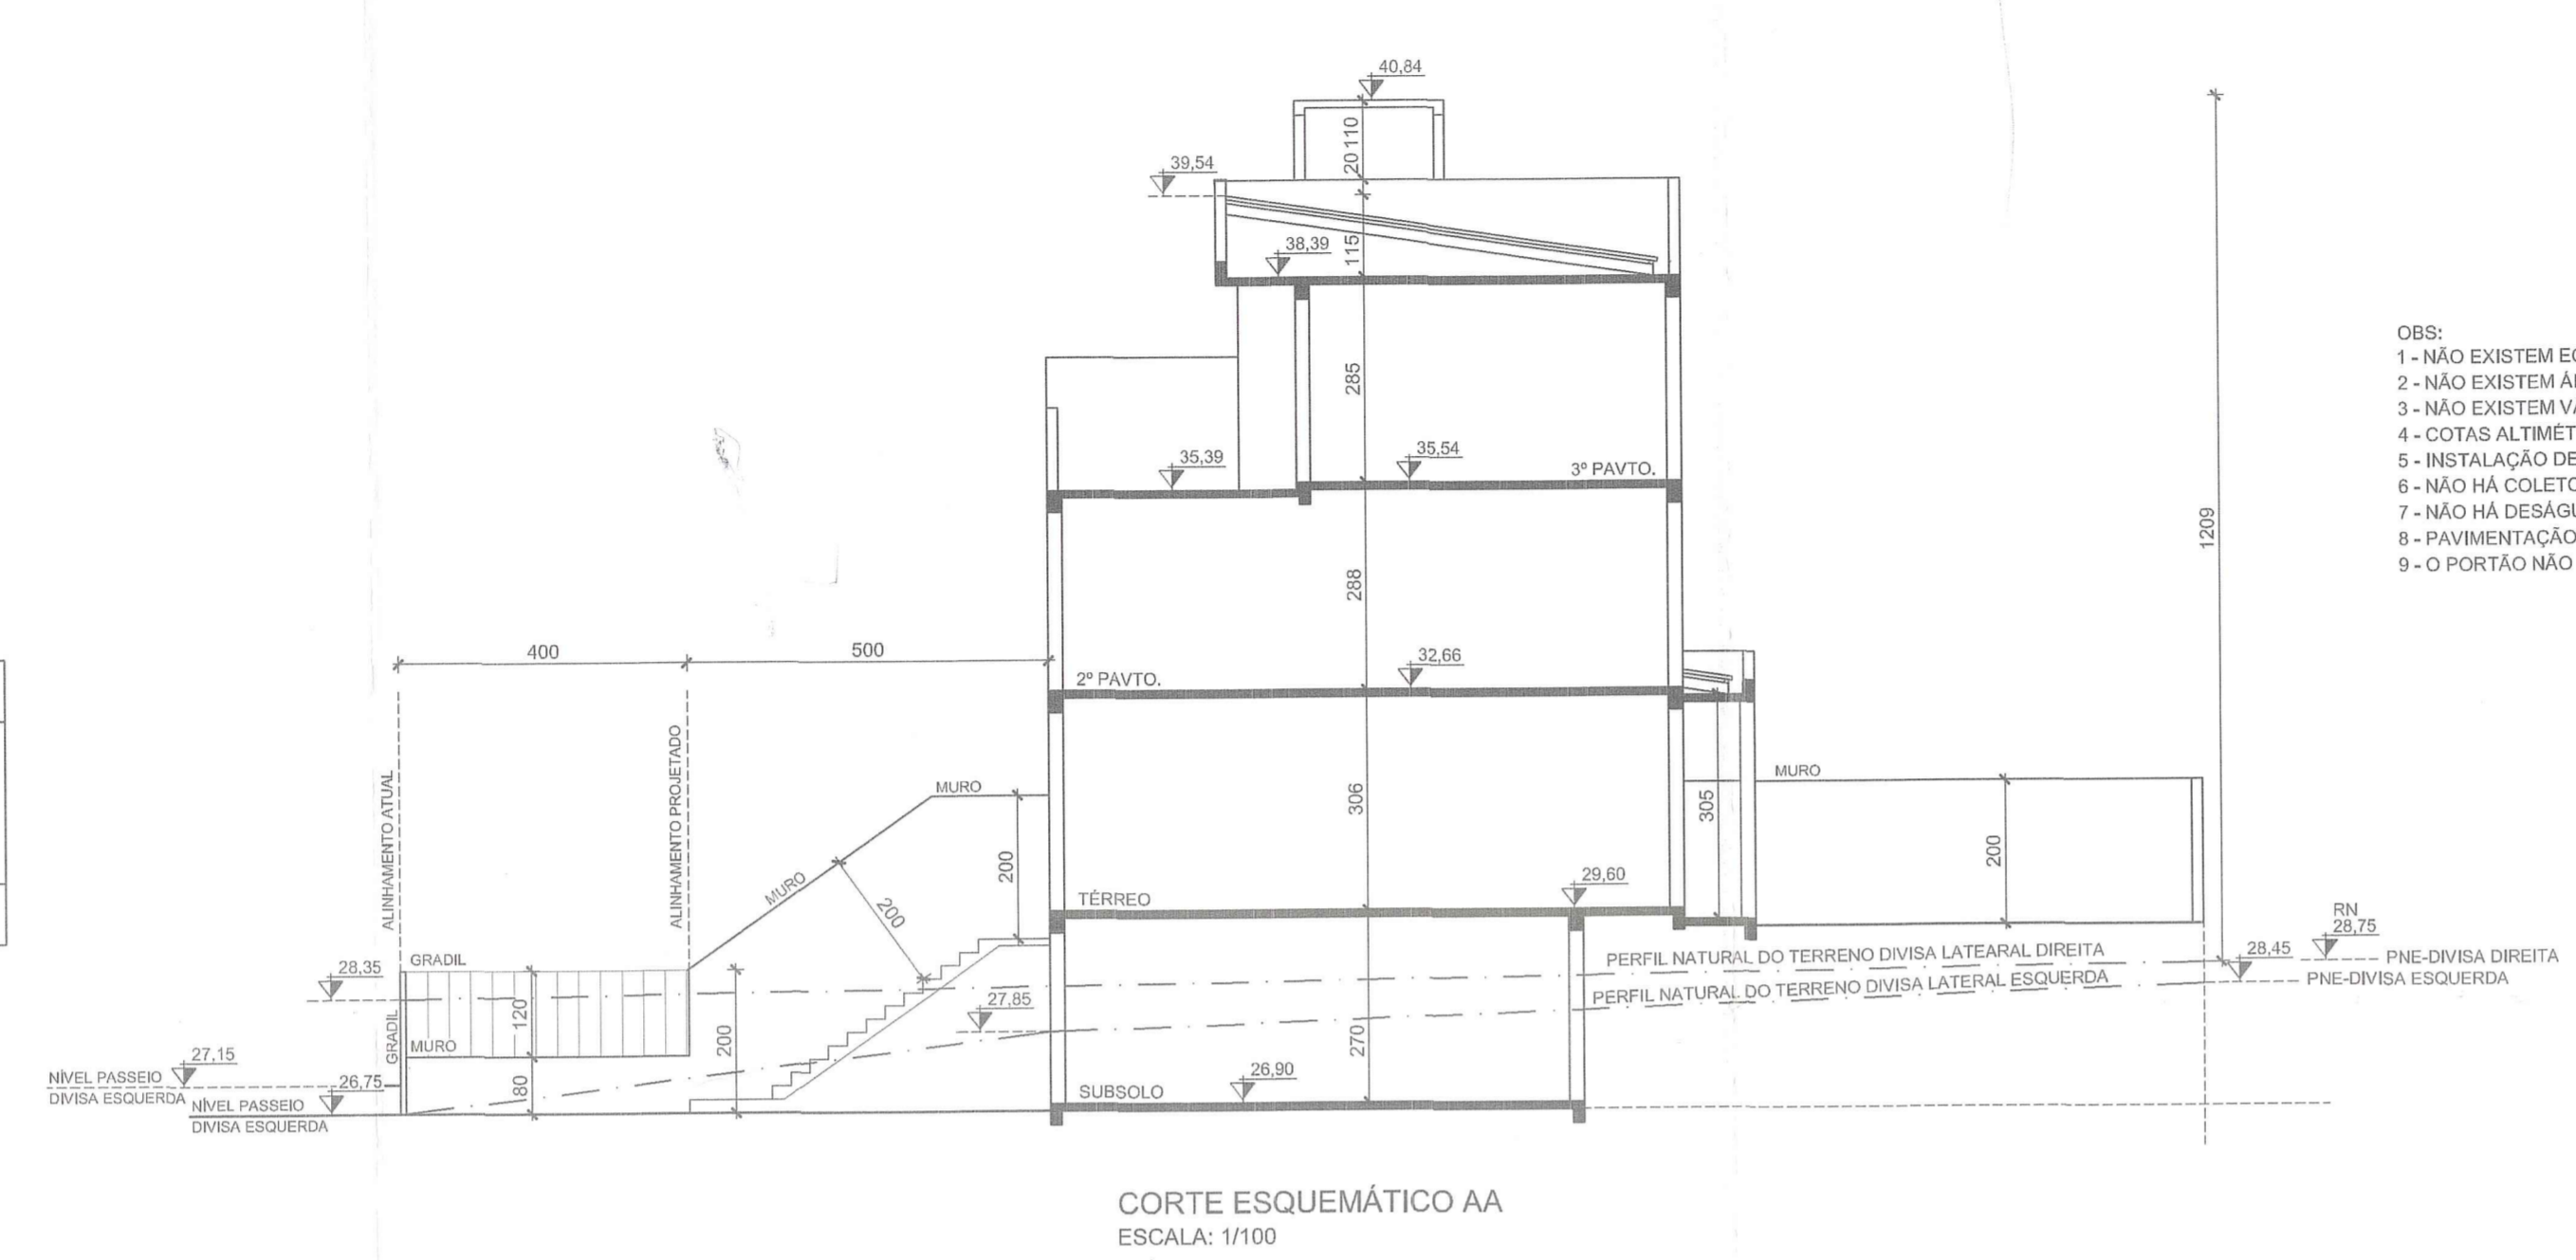 40,84
110
20
39,54
38,39
115
285
35,39
35,54
3º PAVTO.
288
1209
400
500
2º PAVTO.
32,66
ALINHAMENTO ATUAL
ALINHAMENTO PROJETADO
MURO
MURO
200
200
306
305
MURO
200
TÉRREO
29,60
RN
28,75
28,45
PNE-DIVISA DIREITA
PNE-DIVISA ESQUERDA
PERFIL NATURAL DO TERRENO DIVISA LATEARAL DIREITA
PERFIL NATURAL DO TERRENO DIVISA LATERAL ESQUERDA
GRADIL
28,35
120
GRADIL
MURO
80
200
27,85
270
27,15
NÍVEL PASSEIO
DIVISA ESQUERDA
26,75
NÍVEL PASSEIO
DIVISA ESQUERDA
26,90
SUBSOLO
CORTE ESQUEMÁTICO AA
ESCALA: 1/100
OBS:
1 - NÃO EXISTEM
2 - NÃO EXISTEM
3 - NÃO EXISTEM
4 - COTAS
5 - INSTALAÇÃO DE
6 - NÃO HÁ
7 - NÃO HÁ
8 - PAVIMENTAÇÃO
9 - O PORTÃO NÃO